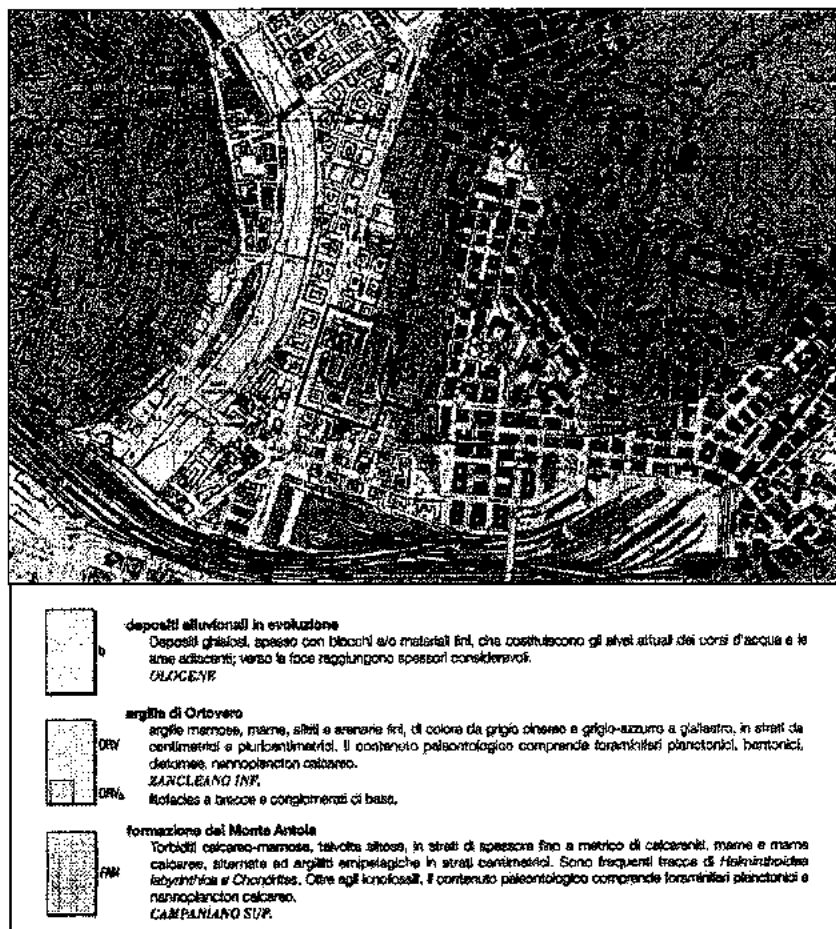 depositi alluvionali in evoluzione
b
Depositi ghiaiosi, spesso con blocchi e/o materiali fini, che costituiscono gli alvei attuali dei corsi d'acqua e le
aree adiacenti; verso la foce raggiungono spessori considerevoli.
OLOCENE
argille di Ortovero
ORV
argille marnose, marne, siltiti e arenarie fini, di colore da grigio cinereo a grigio-azzurro a giallastro, in strati da
centimetrici a pluricentimetrici. Il contenuto paleontologico comprende foraminiferi planctonici, bentonici,
diatomee, nannoplancton calcareo.
ZANCLEANO INF.
litofacies a brecce e conglomerati di base.
formazione del Monte Antola
FAN
Torbiditi calcareo-marnose, talvolta siltose, in strati di spessore fino a metrico di calcareniti, marne e marne
calcaree, alternate ad argilliti emipelagiche in strati centimetrici. Sono frequenti tracce di Helminthoidea
labyrinthica e Chondrites. Oltre agli icnofossili, il contenuto paleontologico comprende foraminiferi planctonici e
nannoplancton calcareo.
CAMPANIANO SUP.